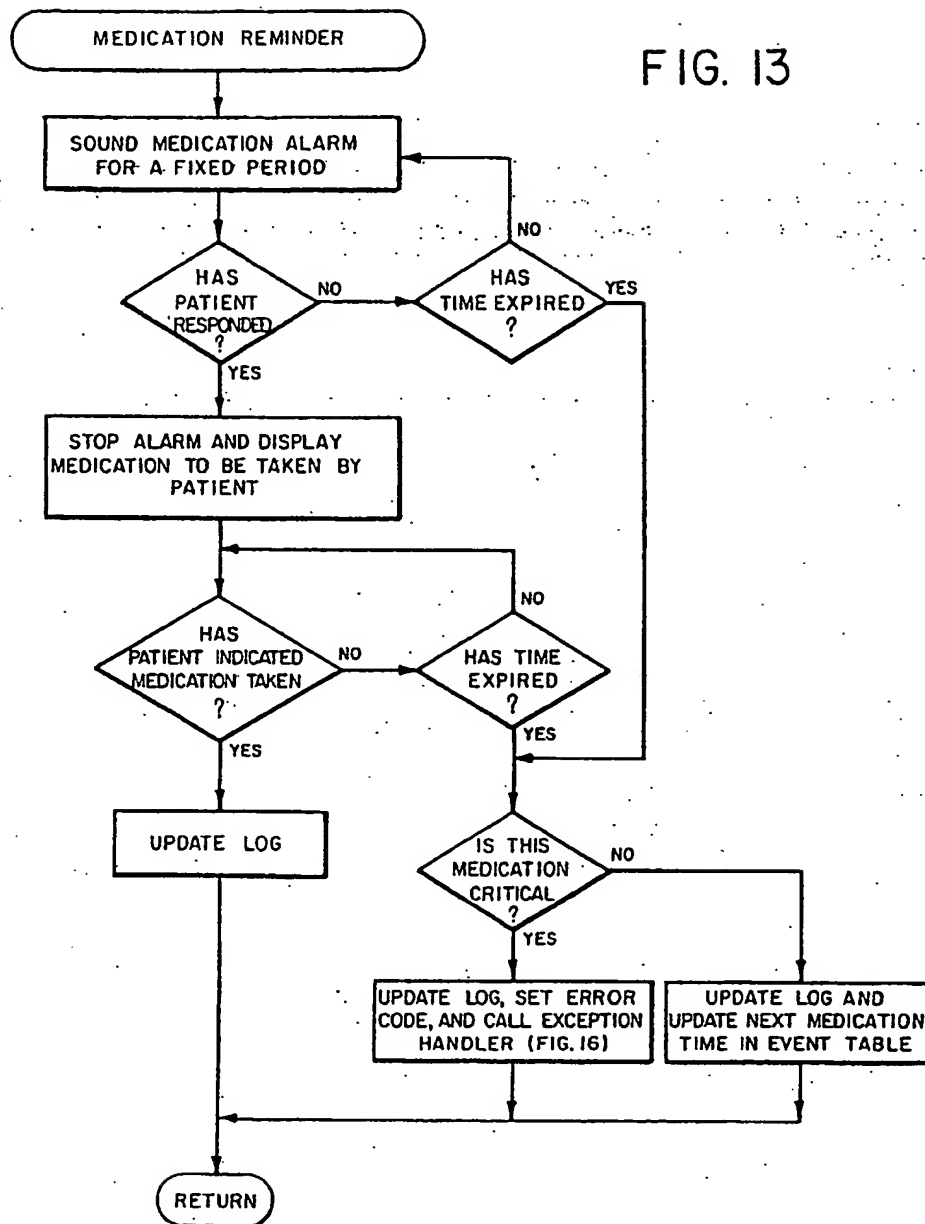 MEDICATION REMINDER
FIG. 13
SOUND MEDICATION ALARM
FOR A FIXED PERIOD
HAS
PATIENT
RESPONDED
?
NO
YES
HAS
TIME EXPIRED
?
NO
YES
STOP ALARM AND DISPLAY
MEDICATION TO BE TAKEN BY
PATIENT
HAS
PATIENT INDICATED
MEDICATION TAKEN
?
NO
YES
HAS TIME
EXPIRED
?
NO
YES
UPDATE LOG
IS THIS
MEDICATION
CRITICAL
?
NO
YES
UPDATE LOG, SET ERROR
CODE, AND CALL EXCEPTION
HANDLER (FIG. 16)
UPDATE LOG AND
UPDATE NEXT MEDICATION
TIME IN EVENT TABLE
RETURN